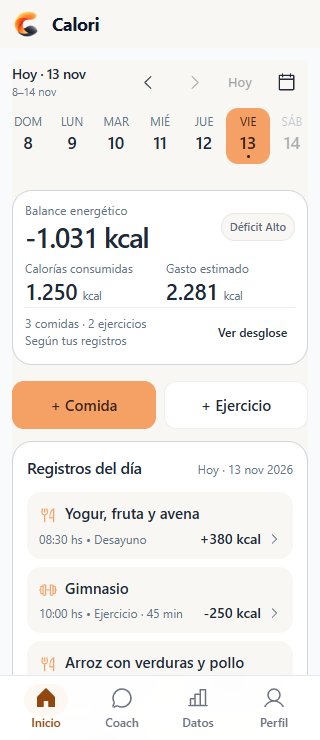 Calori
Hoy · 13 nov
8–14 nov
Hoy
DOM LUN MAR MIÉ JUE VIE SÁB
8 9 10 11 12 13 14
Balance energético
-1.031 kcal
Déficit Alto
Calorías consumidas Gasto estimado
1.250 kcal 2.281 kcal
3 comidas · 2 ejercicios
Según tus registros
Ver desglose
+ Comida + Ejercicio
Registros del día Hoy · 13 nov 2026
Yogur, fruta y avena
08:30 hs • Desayuno +380 kcal
Gimnasio
10:00 hs • Ejercicio · 45 min -250 kcal
Arroz con verduras y pollo
Inicio Coach Datos Perfil